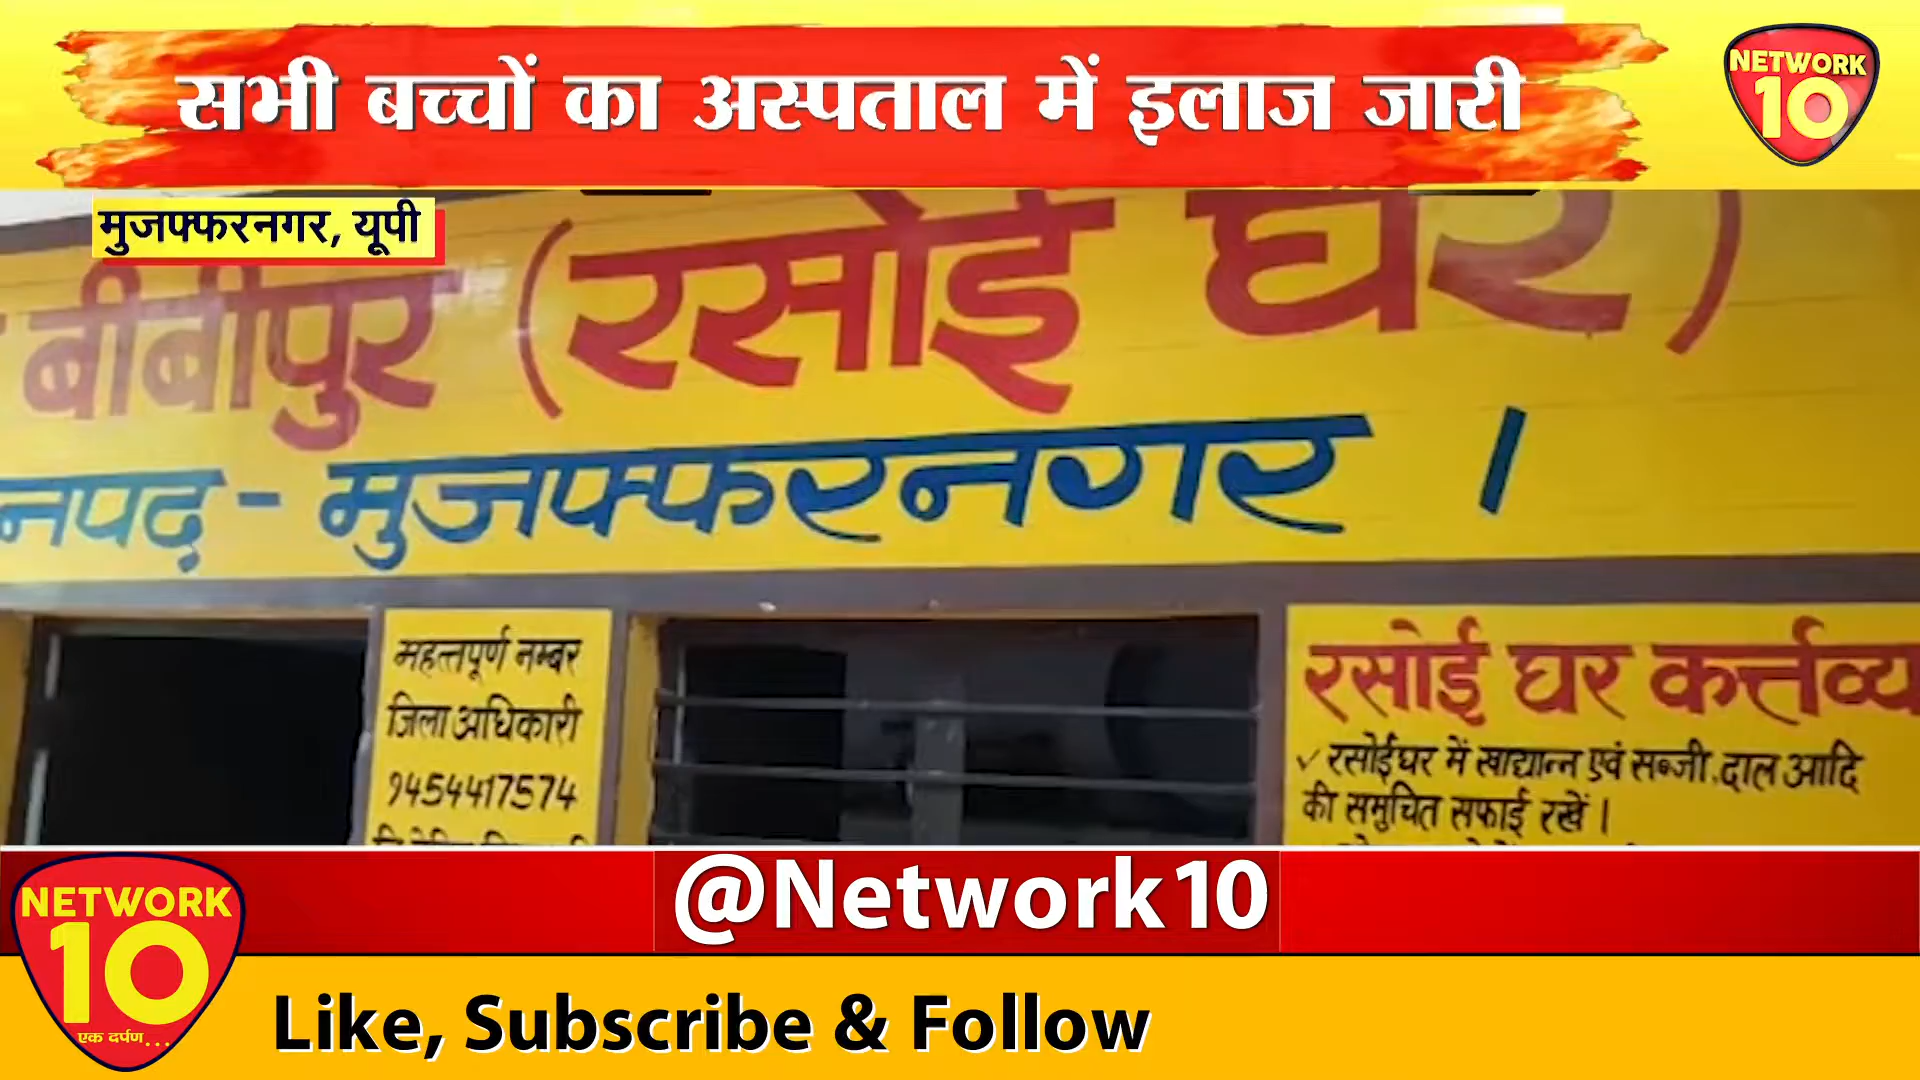 सभी बच्चों का अस्पताल में इलाज जारी
NETWORK
10
मुजफ्फरनगर, यूपी
बीबीपुर (रसोई घर)
नपद - मुजफ्फरनगर ।
महत्तपूर्ण नम्बर
जिला अधिकारी
9454417574
रसोई घर कर्त्तव्य
✓ रसोईघर में खाद्यान्न एवं सब्जी, दाल आदि
की समुचित सफाई रखें ।
@Network10
NETWORK
10
एक दर्पण...
Like, Subscribe & Follow